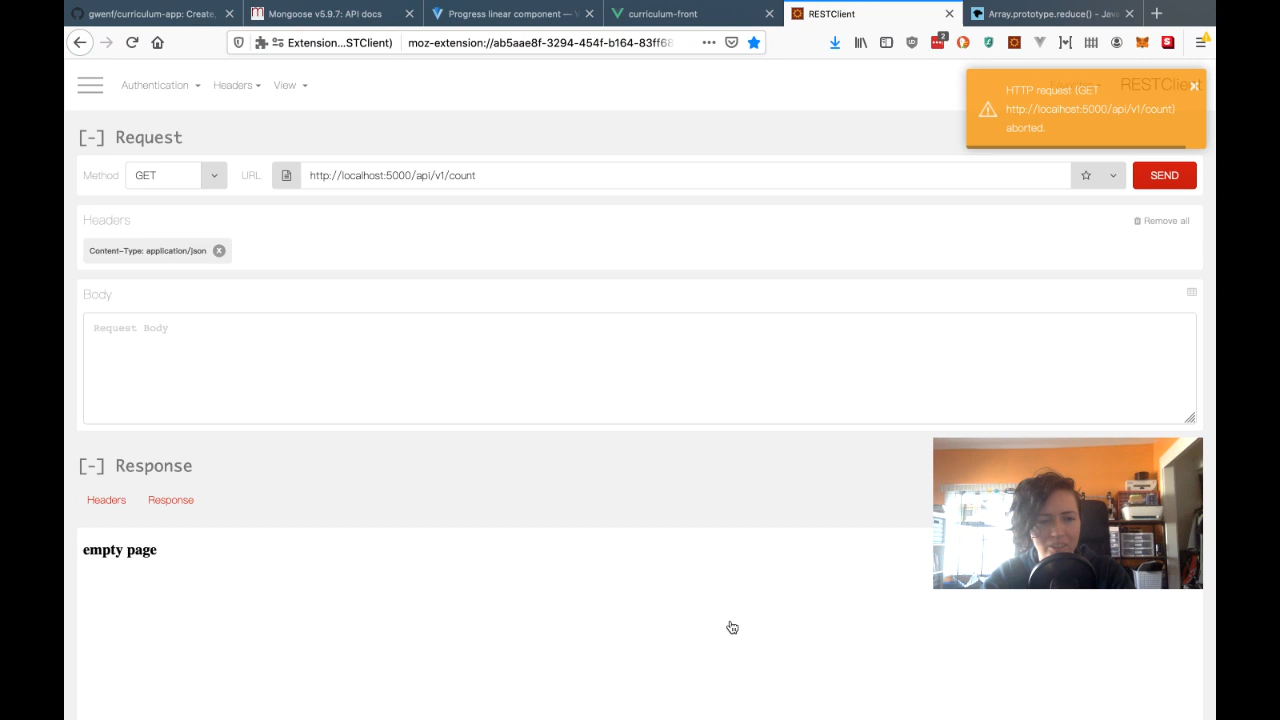 gwenf/curriculum-app: Create,
Mongoose v5.9.7: API docs
Progress linear component —
curriculum-front
RESTClient
Array.prototype.reduce() - Java
Extension...STClient)
moz-extension://ab5aae8f-3294-454f-b164-83ff68
2
Authentication
Headers
View
RESTClient
HTTP request (GET
http://localhost:5000/api/v1/count)
aborted.
[-] Request
Method
GET
URL
http://localhost:5000/api/v1/count
SEND
Headers
Remove all
Content-Type: application/json
Body
Request Body
[-] Response
Headers
Response
empty page